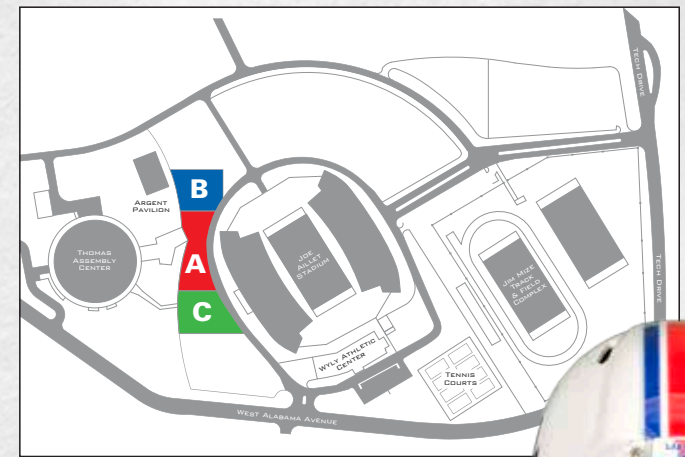 TECH DRIVE
B
ARGENT
PAVILION
THOMAS
ASSEMBLY
CENTER
A
JOE
AILLET
STADIUM
C
JIM MIZE
TRACK
& FIELD
COMPLEX
TECH DRIVE
WYLY ATHLETIC
CENTER
TENNIS
COURTS
WEST ALABAMA AVENUE